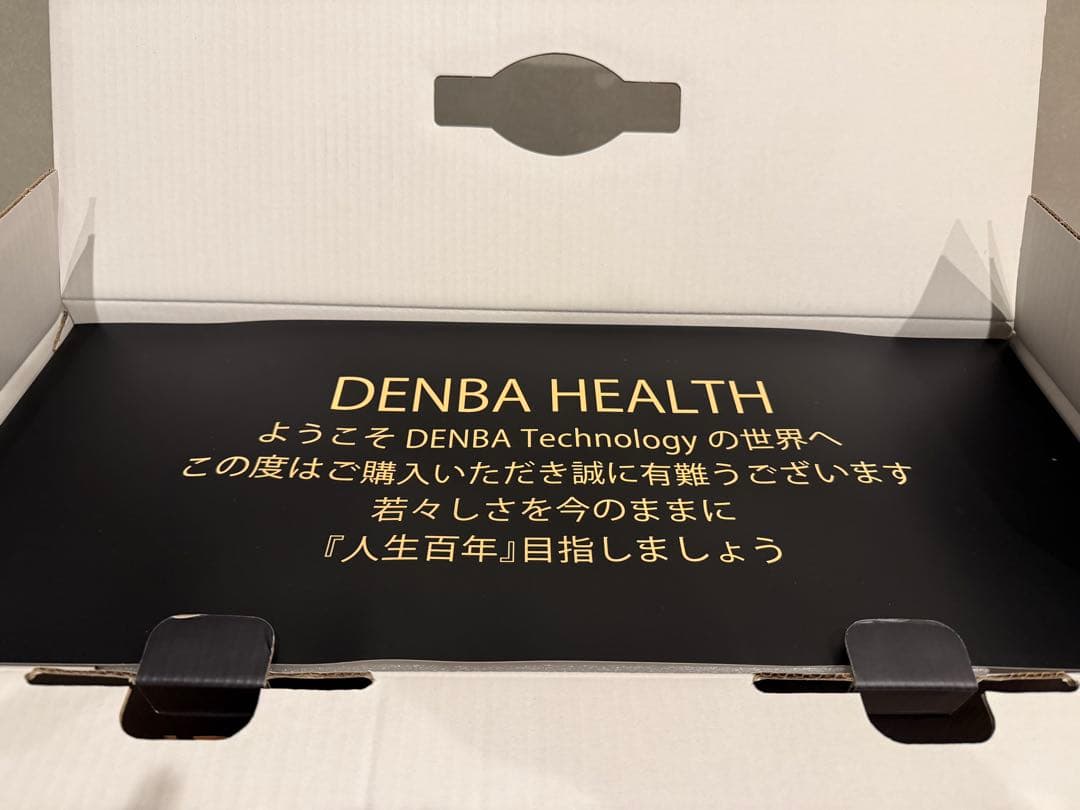 DENBA HEALTH
ようこそ DENBA Technology の世界へ
この度はご購入いただき誠に有難うございます
若々しさを今のままに
『人生百年』目指しましょう